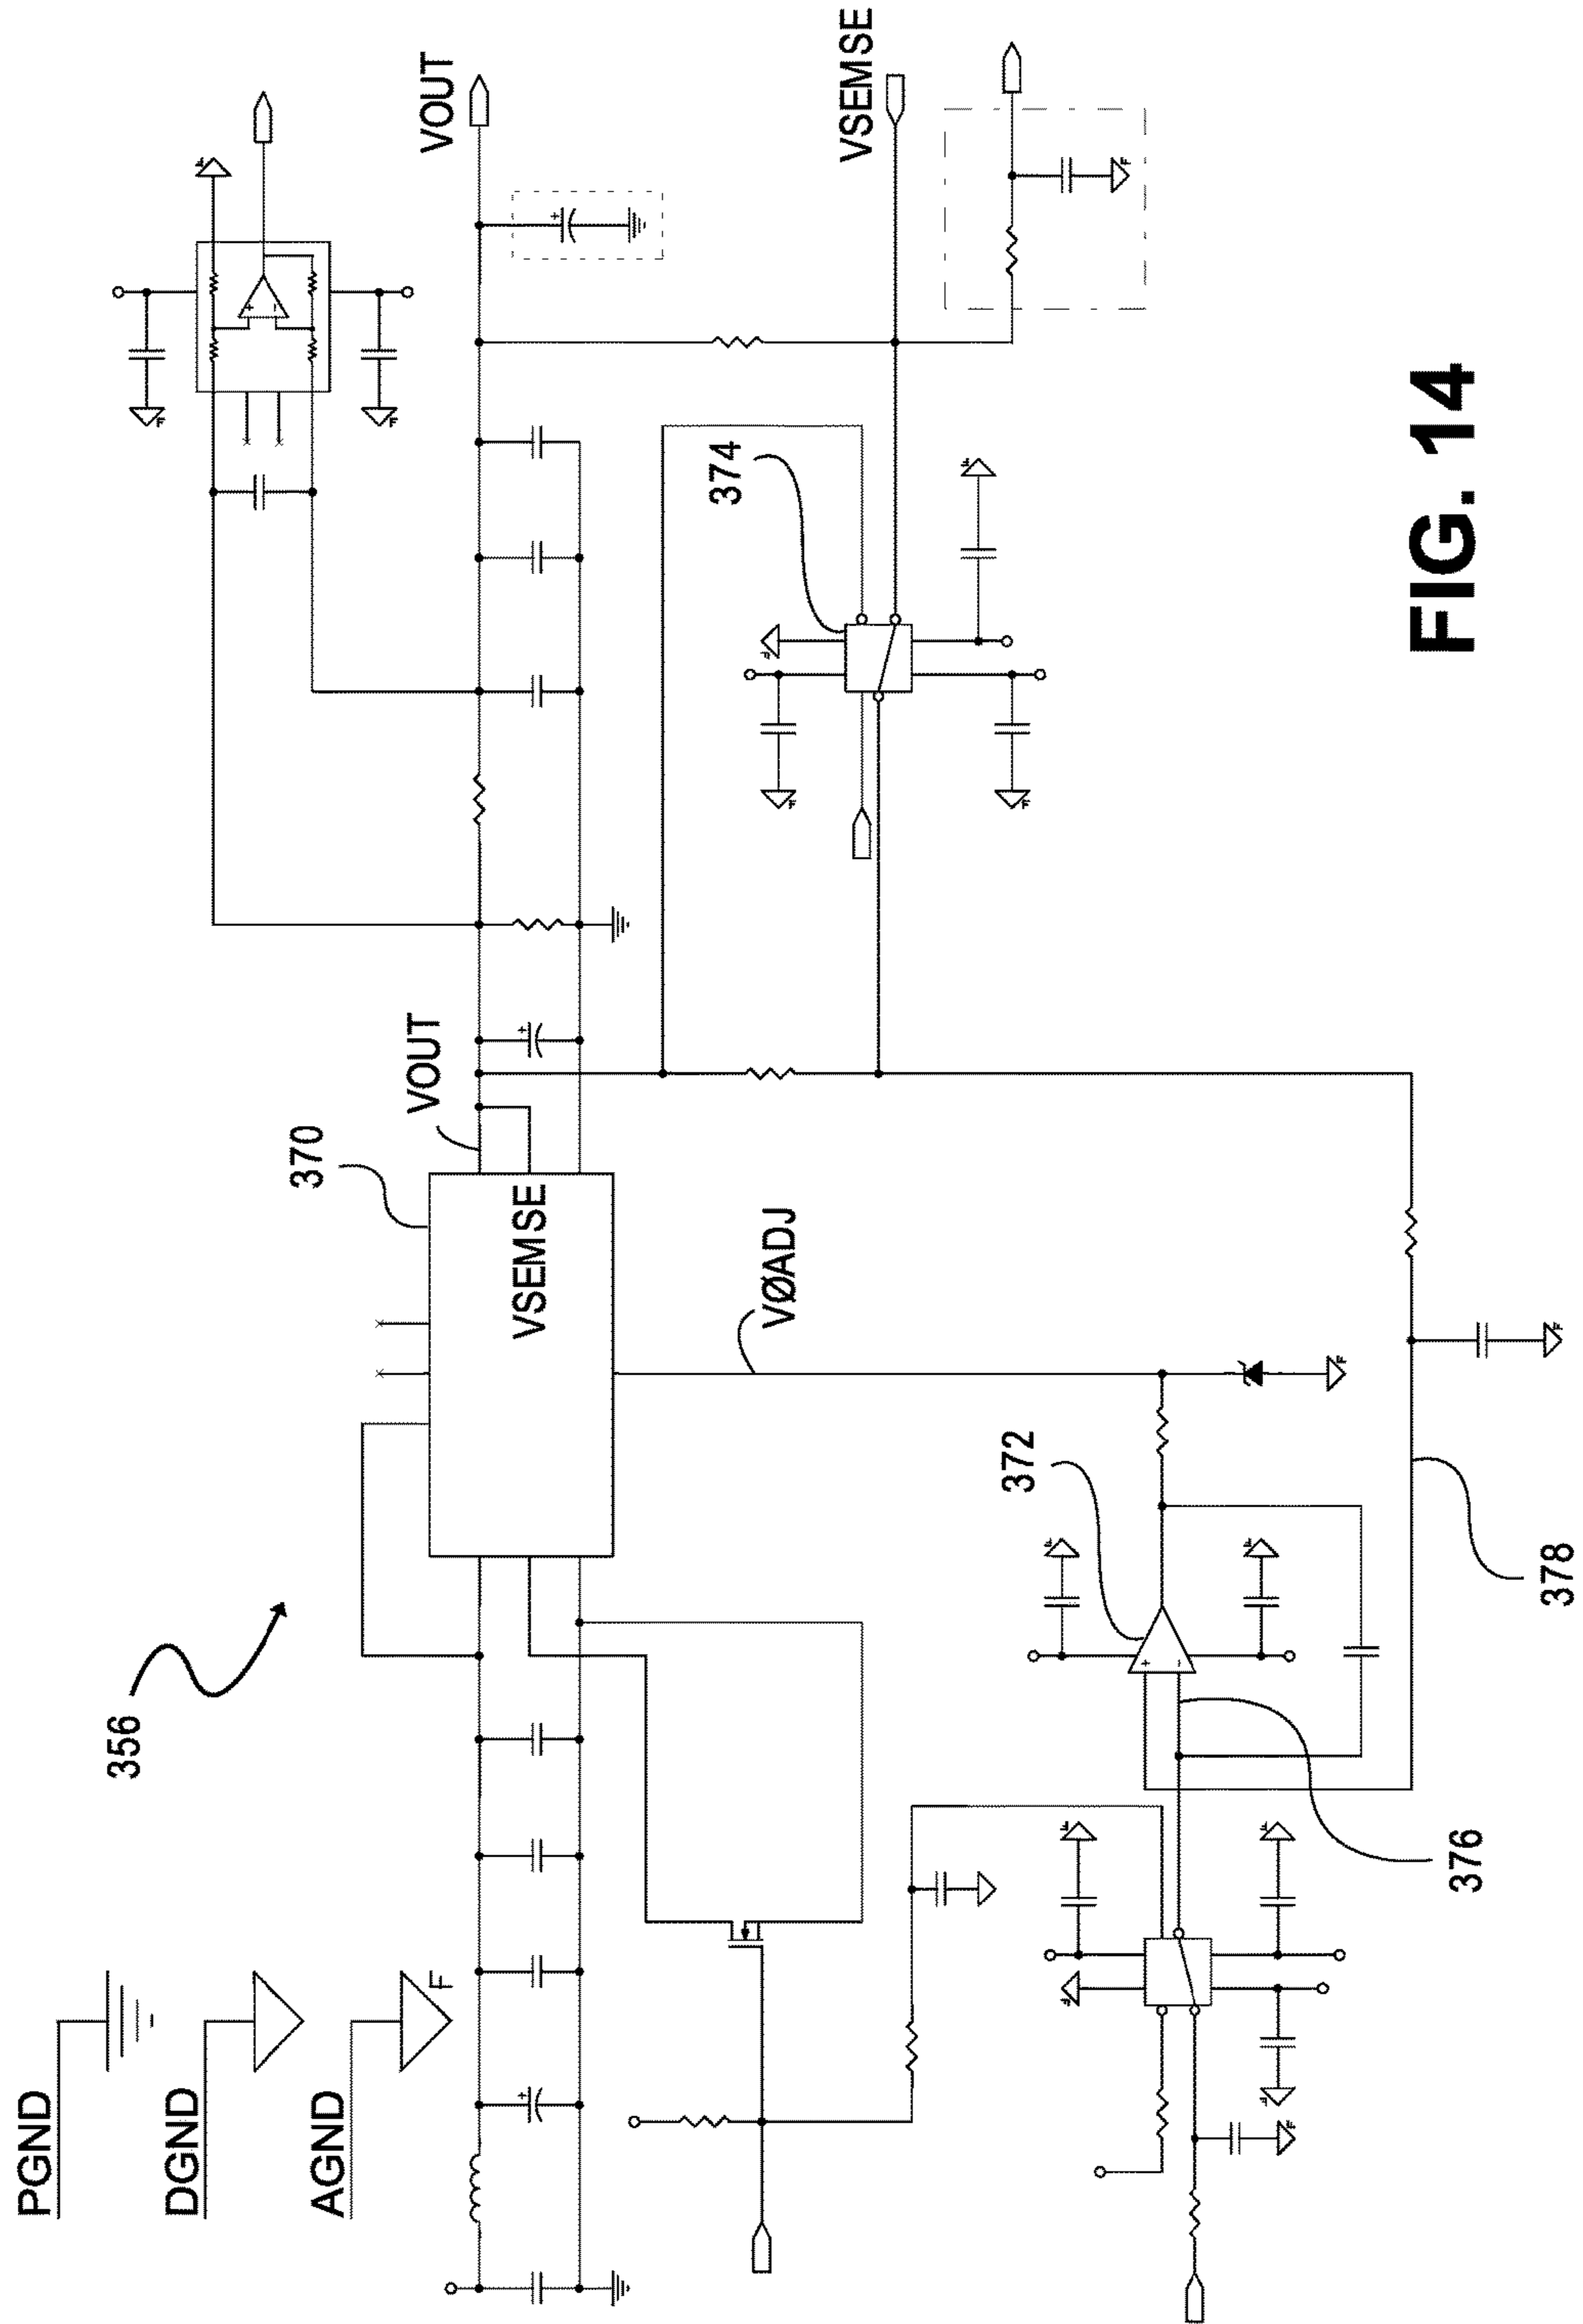 PGND
DGND
AGND
F
356
370
VOUT
VSEMSE
VØADJ
VOUT
VSEMSE
374
372
376
378
FIG. 14